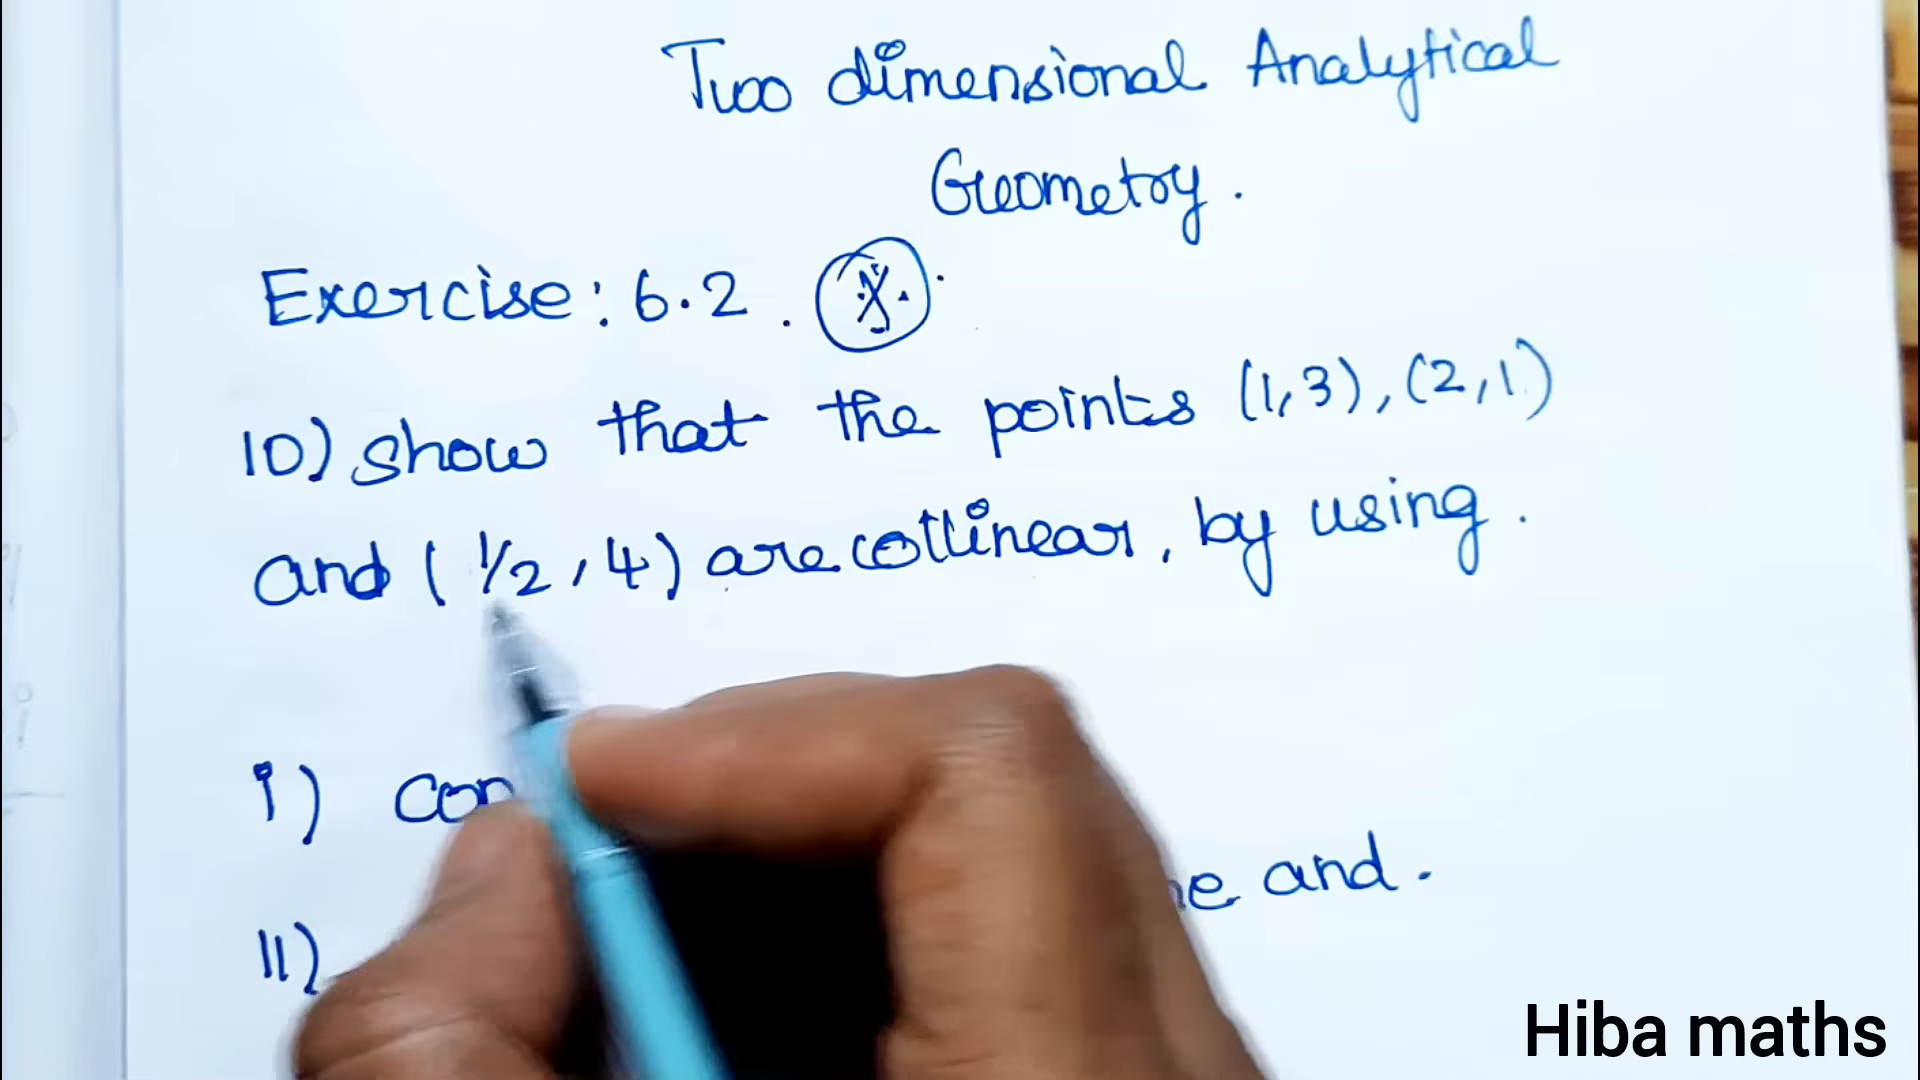 Two dimensional Analytical
Geometry.
Exercise: 6.2.
10) show that the points (1,3), (2,1)
and (1/2, 4) are collinear, by using.
i)
ii)
and.
Hiba maths